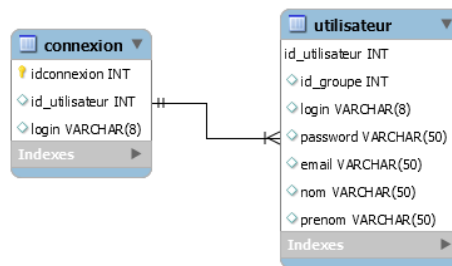 connexion
idconnexion INT
id_utilisateur INT
login VARCHAR(8)
Indexes
utilisateur
id_utilisateur INT
id_groupe INT
login VARCHAR(8)
password VARCHAR(50)
email VARCHAR(50)
nom VARCHAR(50)
prenom VARCHAR(50)
Indexes